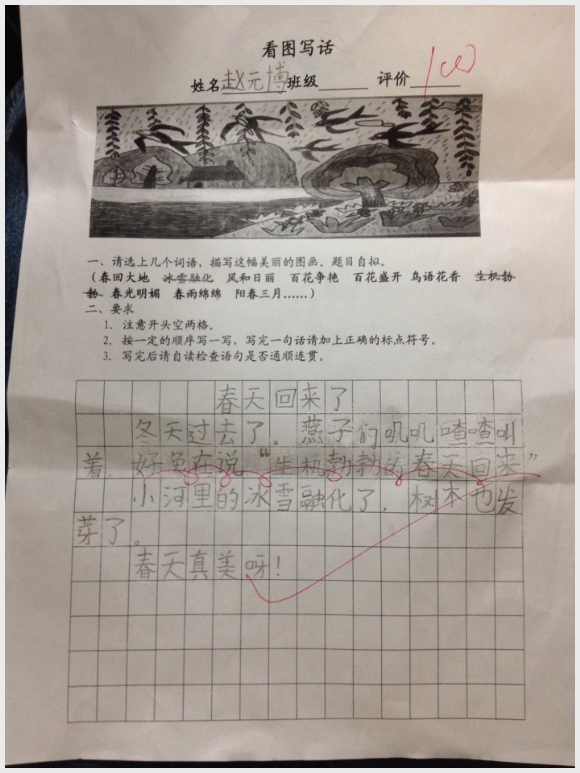 看图写话
姓名赵元博班级 评价100
一、请选上几个词语,描写这幅美丽的图画。题目自拟。
(春回大地 冰雪融化 风和日丽 百花争艳 百花盛开 鸟语花香 生机勃
勃 春光明媚 春雨绵绵 阳春三月……)
二、要求
1. 注意开头空两格。
2. 按一定的顺序写一写,写完一句话请加上正确的标点符号。
3. 写完后请自读检查语句是否通顺连贯。
春天回来了
冬天过去了。燕子们叽叽喳喳叫
着,好象在说“生机勃勃的春天回来”
小河里的冰雪融化了,树木也发
芽了。
春天真美呀!